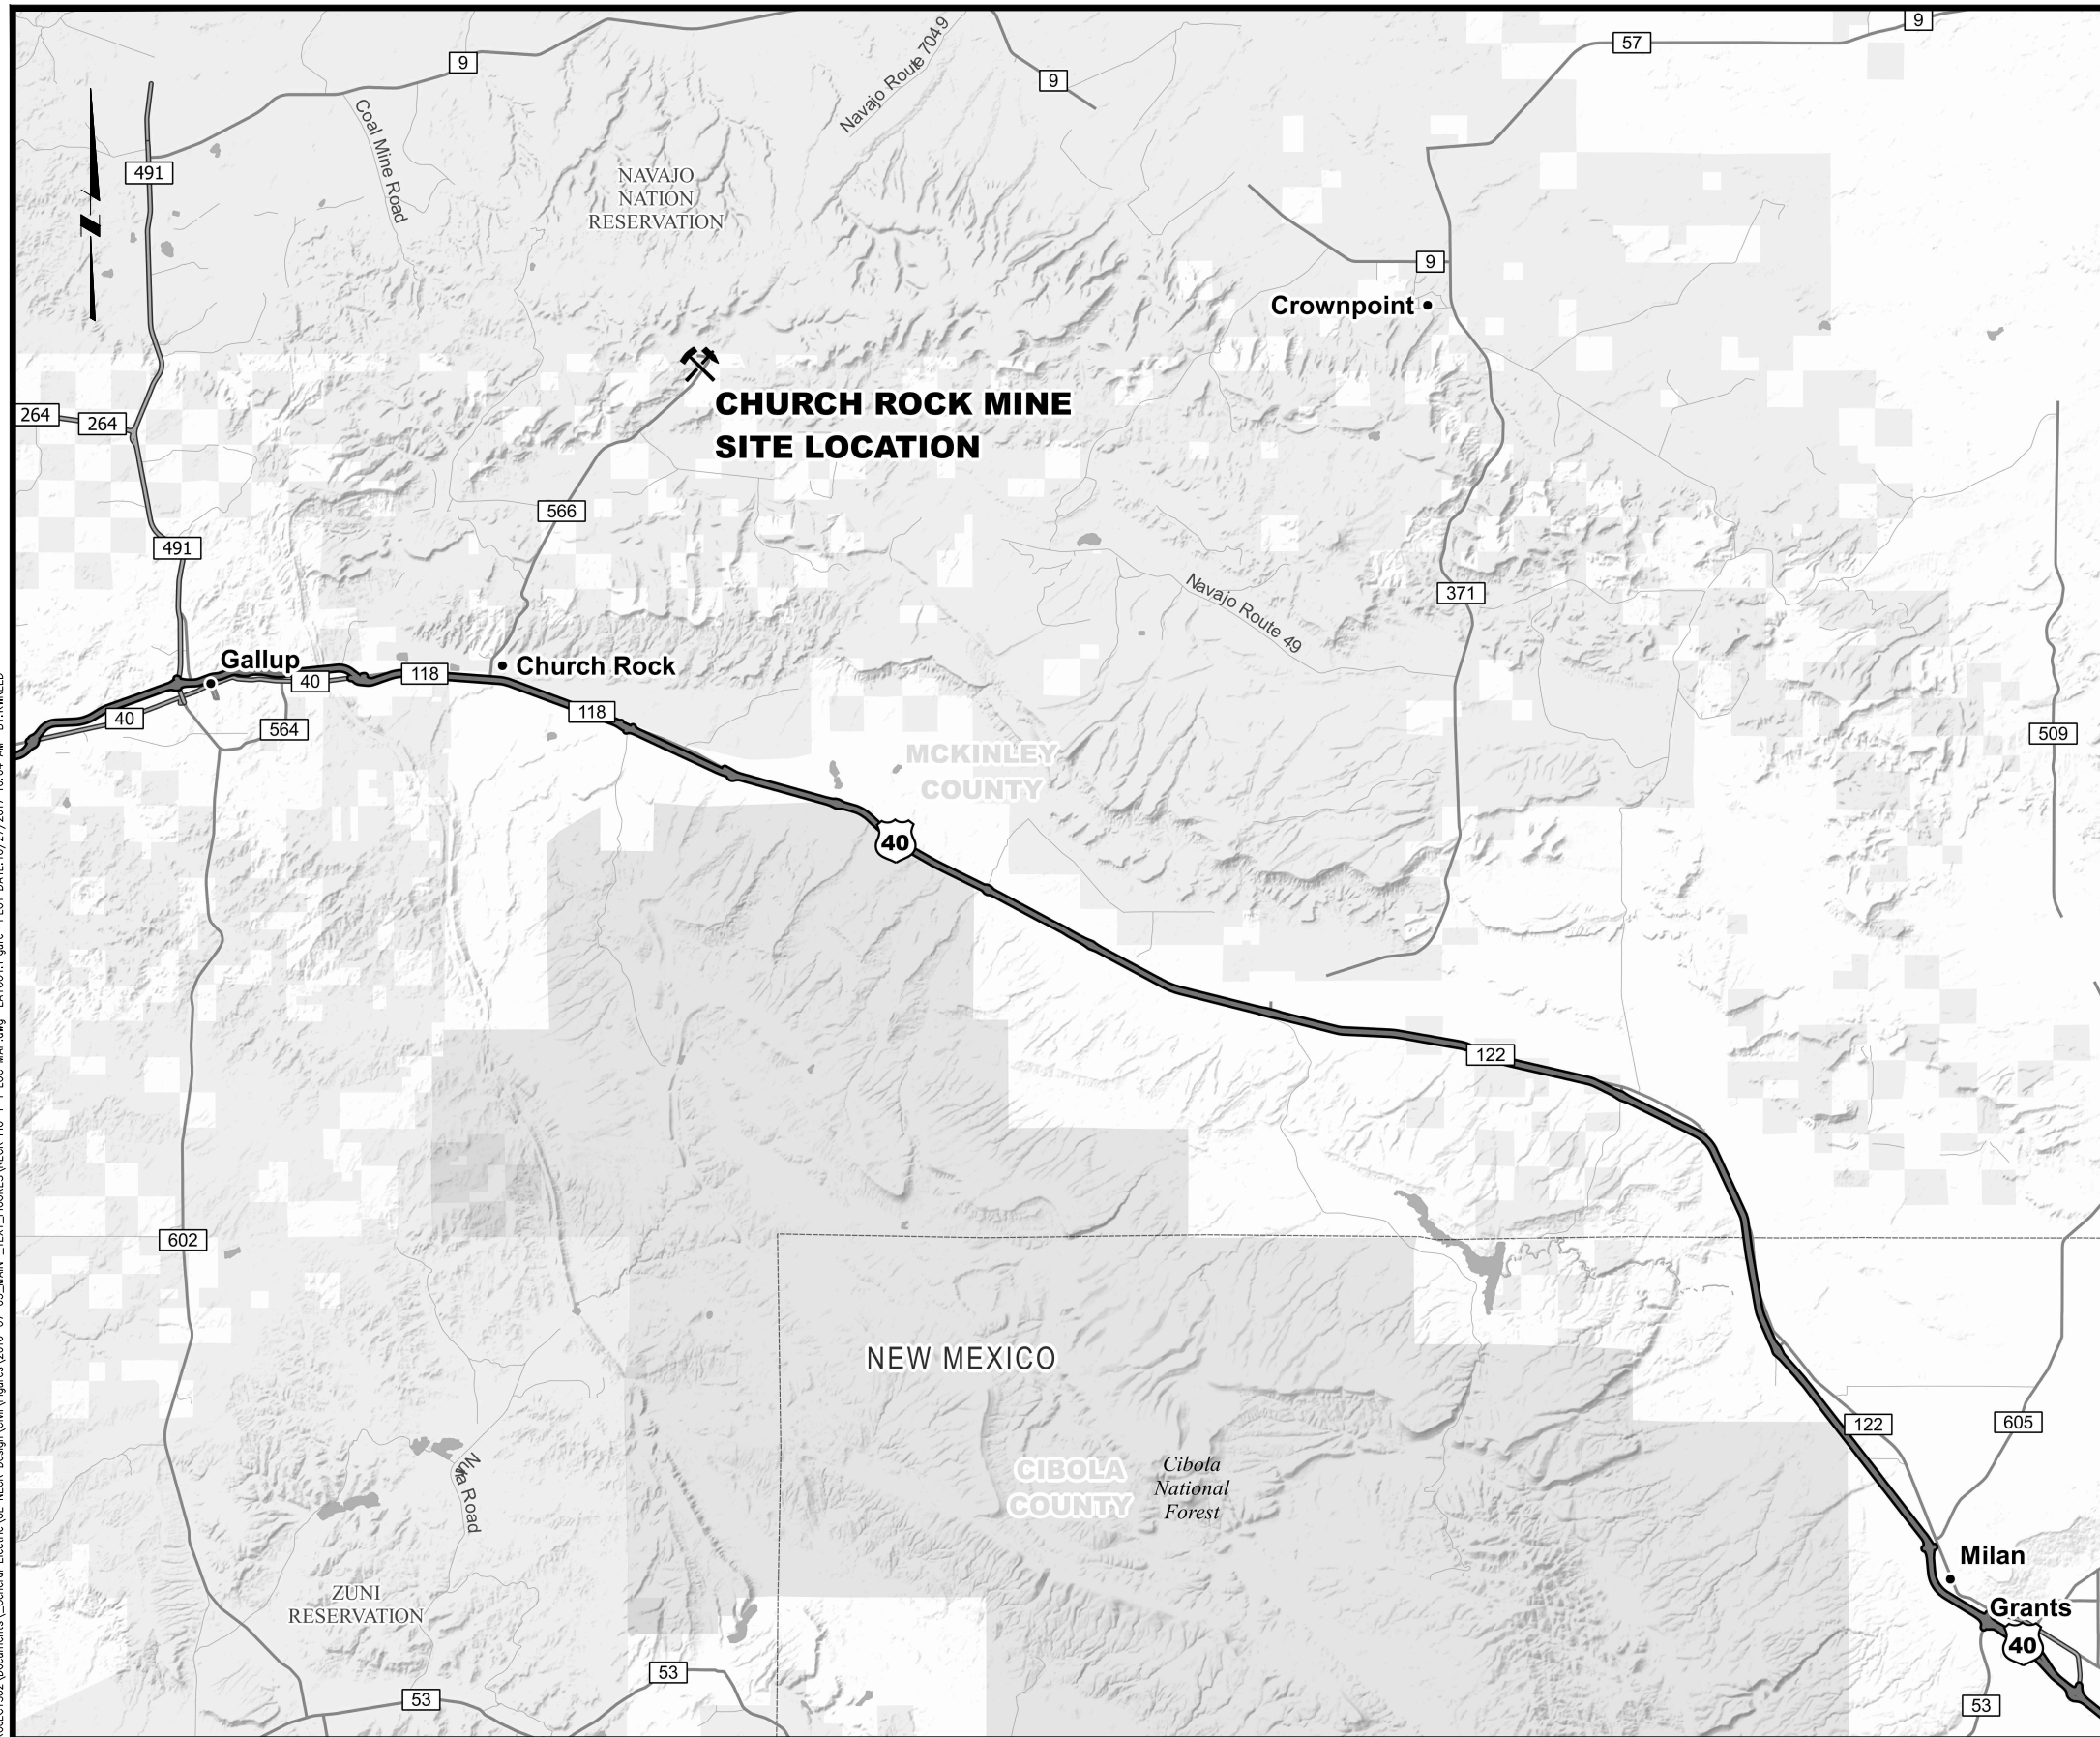 9
57
9
9
Navajo Route 7049
Coal Mine Road
491
NAVAJO
NATION
RESERVATION
9
Crownpoint
CHURCH ROCK MINE
SITE LOCATION
264
264
566
491
Navajo Route 49
371
Gallup
Church Rock
40
118
40
118
564
509
MCKINLEY
COUNTY
40
122
602
NEW MEXICO
122
605
CIBOLA
COUNTY
Cibola
National
Forest
Road
Milan
ZUNI
RESERVATION
Grants
40
53
53
53